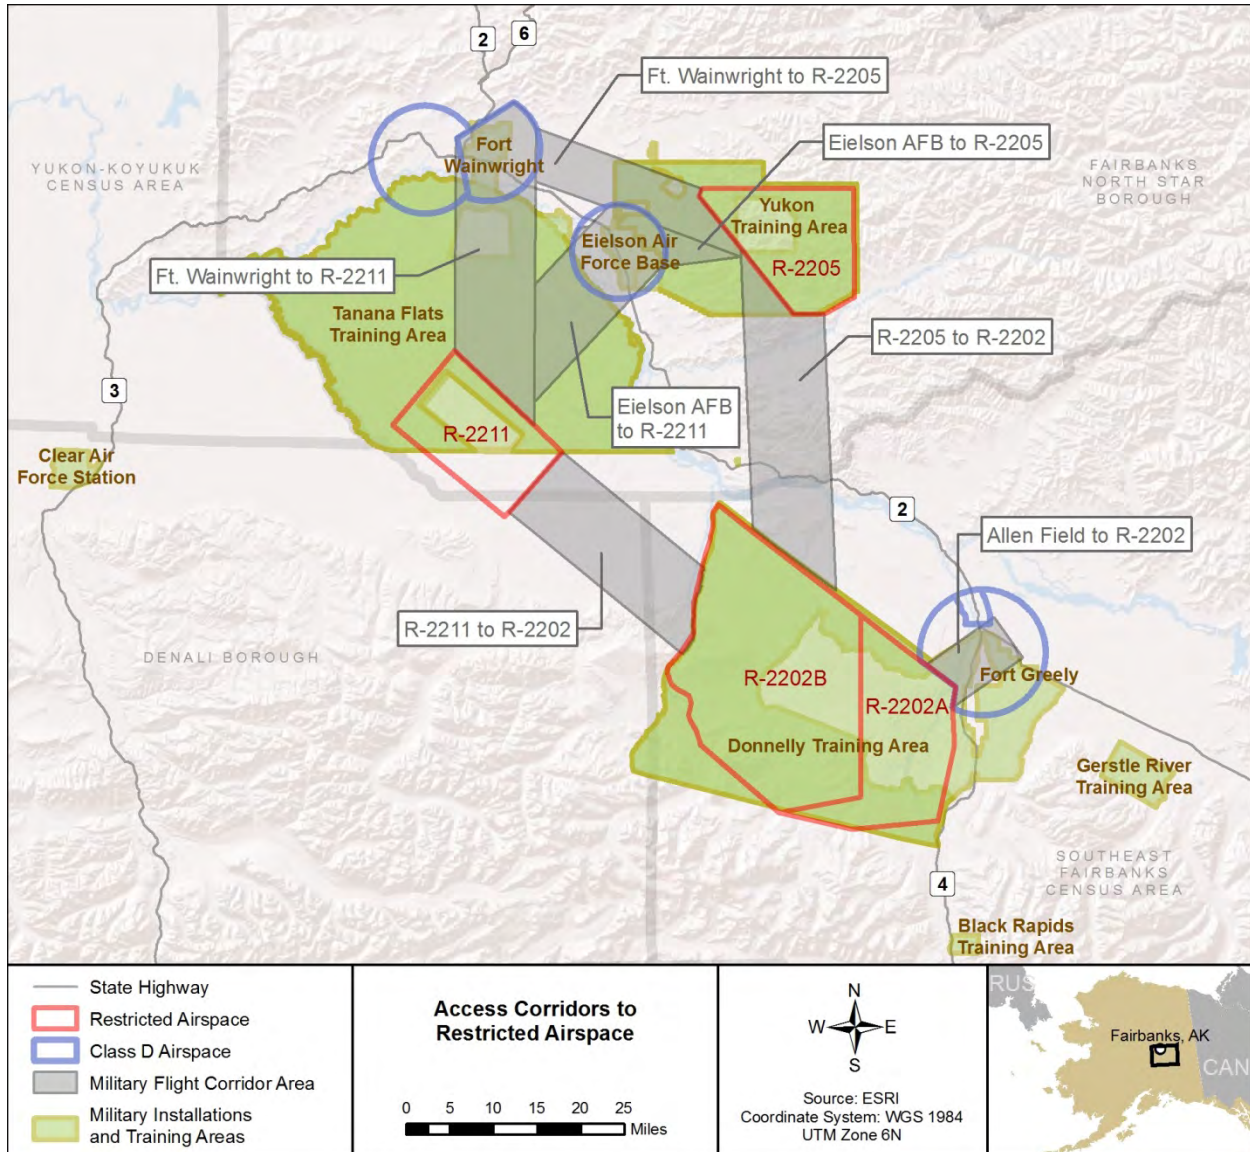 2
6
Ft. Wainwright to R-2205
Eielson AFB to R-2205
YUKON-KOYUKUK
CENSUS AREA
Fort
Wainwright
FAIRBANKS
NORTH STAR
BOROUGH
Yukon
Training Area
Eielson Air
Force Base
R-2205
Ft. Wainwright to R-2211
Tanana Flats
Training Area
R-2205 to R-2202
3
Eielson AFB
to R-2211
R-2211
Clear Air
Force Station
2
Allen Field to R-2202
R-2211 to R-2202
DENALI BOROUGH
R-2202B
Fort Greely
R-2202A
Donnelly Training Area
Gerstle River
Training Area
SOUTHEAST
FAIRBANKS
CENSUS AREA
4
Black Rapids
Training Area
State Highway
Restricted Airspace
Class D Airspace
Military Flight Corridor Area
Military Installations
and Training Areas
Access Corridors to
Restricted Airspace
0 5 10 15 20 25
Miles
N
W E
S
Source: ESRI
Coordinate System: WGS 1984
UTM Zone 6N
RUS
Fairbanks, AK
CAN